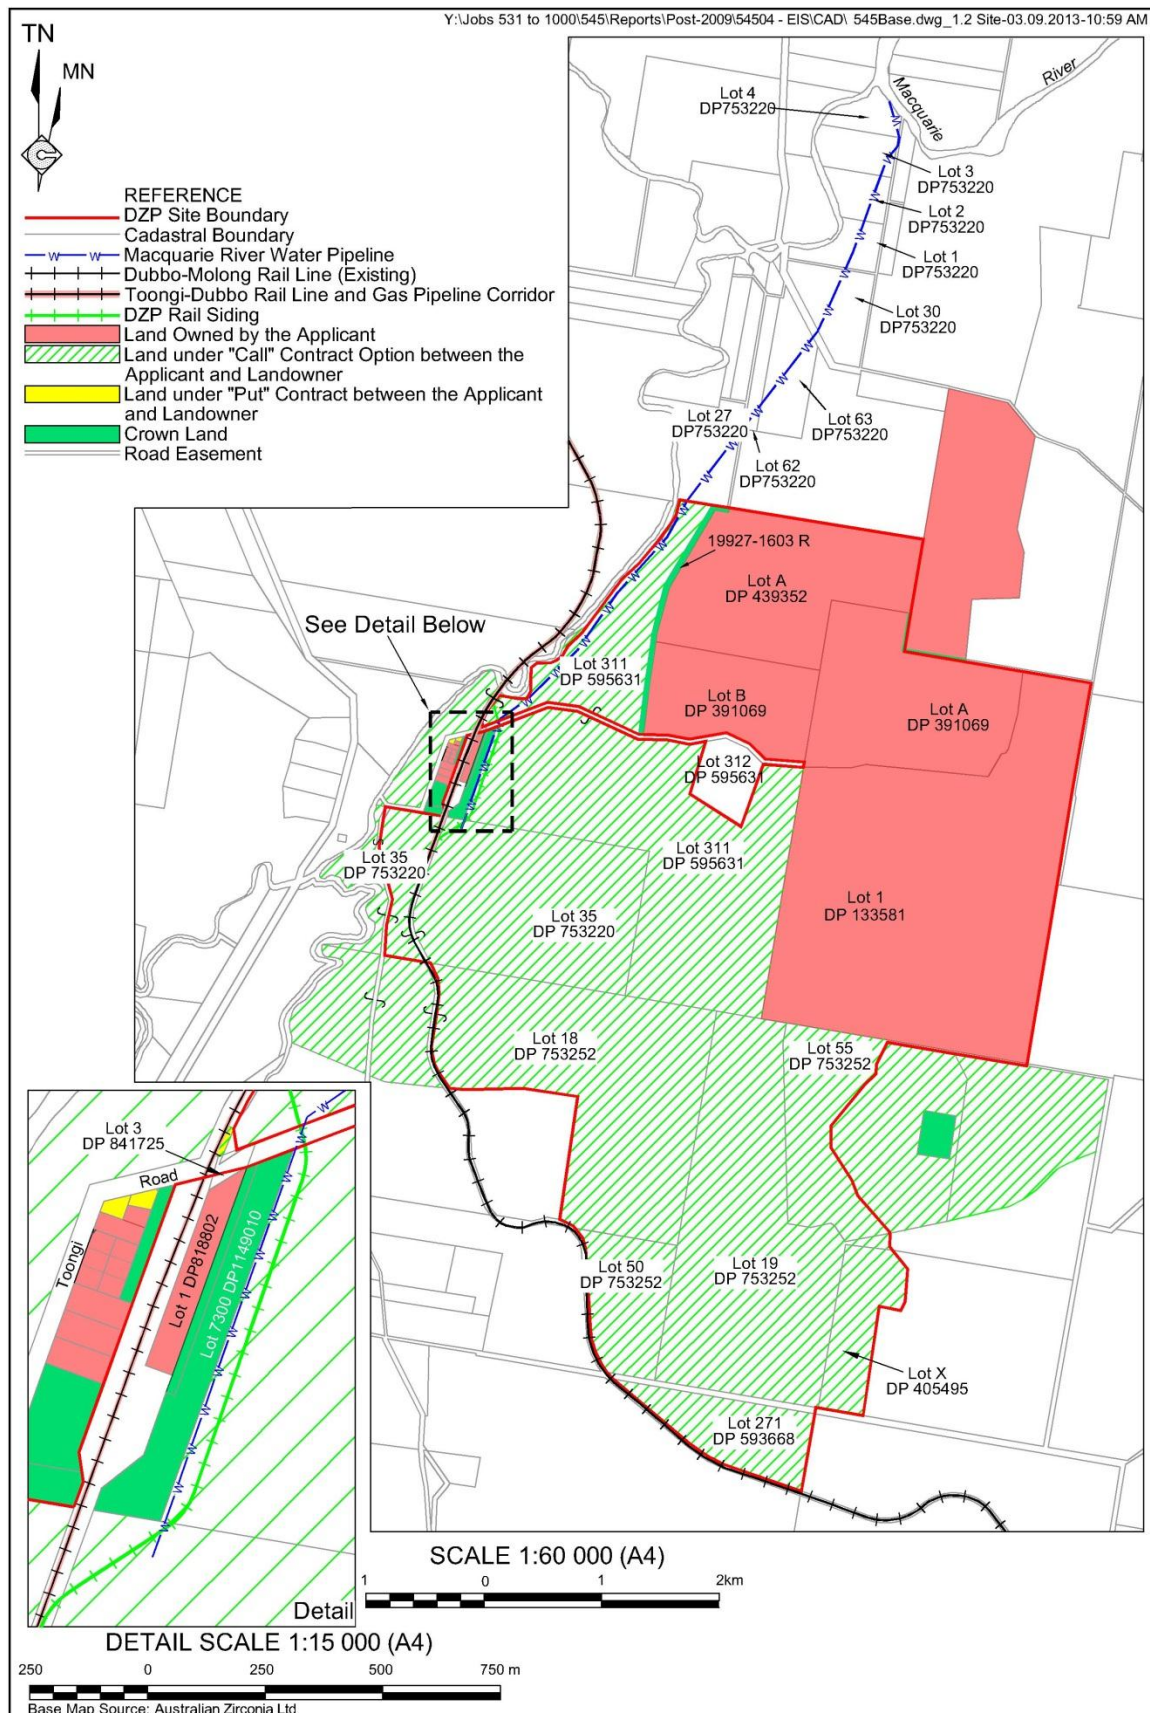 Y:\Jobs 531 to 1000\545\Reports\Post-2009\54504 - EIS\CAD\ 545Base.dwg_1.2 Site-03.09.2013-10:59 AM
TN
MN
REFERENCE
DZP Site Boundary
Cadastral Boundary
W W Macquarie River Water Pipeline
Dubbo-Molong Rail Line (Existing)
Toongi-Dubbo Rail Line and Gas Pipeline Corridor
DZP Rail Siding
Land Owned by the Applicant
Land under "Call" Contract Option between the
Applicant and Landowner
Land under "Put" Contract between the Applicant
and Landowner
Crown Land
Road Easement
Macquarie
River
Lot 4
DP753220
Lot 3
DP753220
Lot 2
DP753220
Lot 1
DP753220
Lot 30
DP753220
Lot 63
DP753220
Lot 27
DP753220
Lot 62
DP753220
19927-1603 R
Lot A
DP 439352
See Detail Below
Lot 311
DP 595631
Lot B
DP 391069
Lot A
DP 391069
Lot 312
DP 595631
Lot 311
DP 595631
Lot 35
DP 753220
Lot 1
DP 133581
Lot 35
DP 753220
Lot 18
DP 753252
Lot 55
DP 753252
Lot 50
DP 753252
Lot 19
DP 753252
Lot X
DP 405495
Lot 271
DP 593668
Lot 3
DP 841725
Road
Toongi
Lot 1 DP818802
Lot 7300 DP1149010
Detail
SCALE 1:60 000 (A4)
1 0 1 2km
DETAIL SCALE 1:15 000 (A4)
250 0 250 500 750 m
Base Map Source: Australian Zirconia Ltd